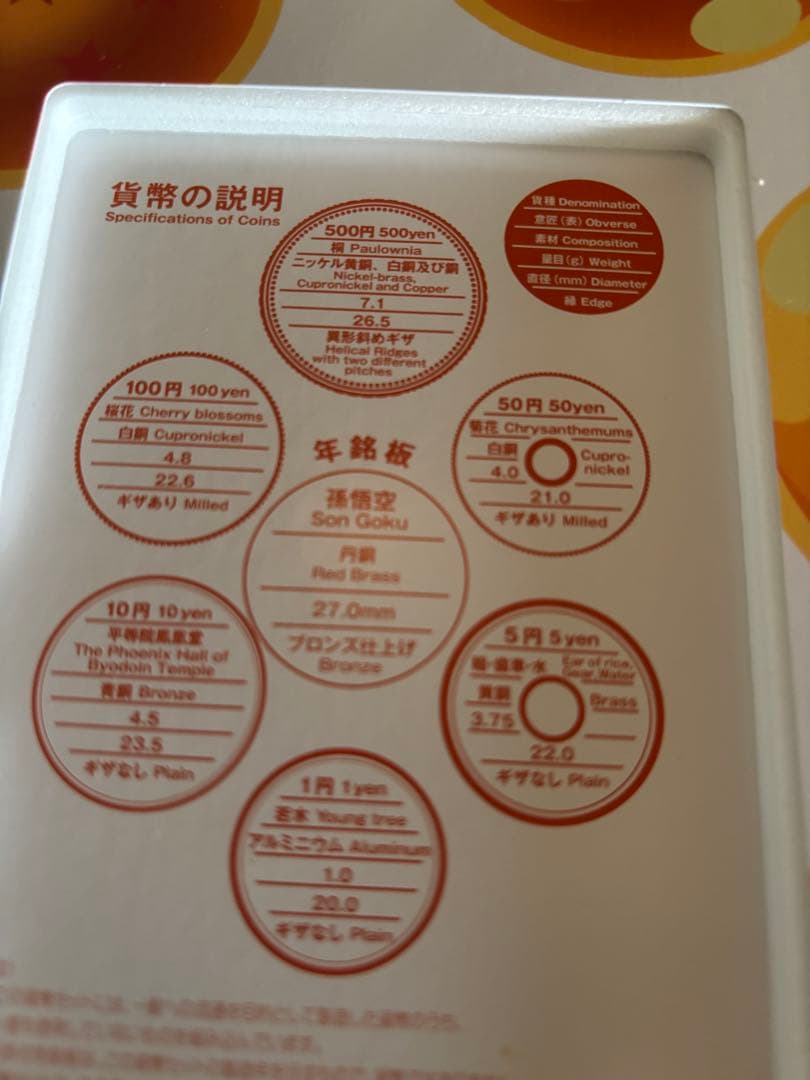 貨幣の説明
Specifications of Coins
貨種 Denomination
意匠(表) Obverse
素材 Composition
量目(g) Weight
直径(mm) Diameter
縁 Edge
500円 500yen
桐 Paulownia
ニッケル黄銅、白銅及び銅
Nickel-brass,
Cupronickel and Copper
7.1
26.5
異形斜めギザ
Helical Ridges
with two different
pitches
100円 100yen
桜花 Cherry blossoms
白銅 Cupronickel
4.8
22.6
ギザあり Milled
50円 50yen
菊花 Chrysanthemums
白銅 Cupro-
nickel
4.0
21.0
ギザあり Milled
年銘板
孫悟空
Son Goku
丹銅
Red Brass
27.0mm
ブロンズ仕上げ
Bronze
10円 10yen
平等院鳳凰堂
The Phoenix Hall of
Byodoin Temple
青銅 Bronze
4.5
23.5
ギザなし Plain
5円 5yen
稲・歯車・水 Ear of rice,
Gear, Water
黄銅 Brass
3.75
22.0
ギザなし Plain
1円 1yen
若木 Young tree
アルミニウム Aluminum
1.0
20.0
ギザなし Plain